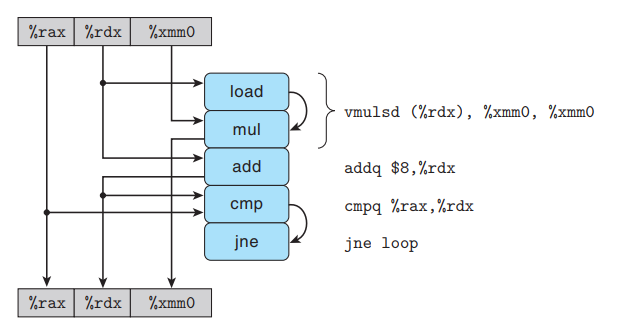 %rax %rdx %xmm0
load
mul
vmulsd (%rdx), %xmm0, %xmm0
add
addq $8,%rdx
cmp
cmpq %rax,%rdx
jne
jne loop
%rax %rdx %xmm0